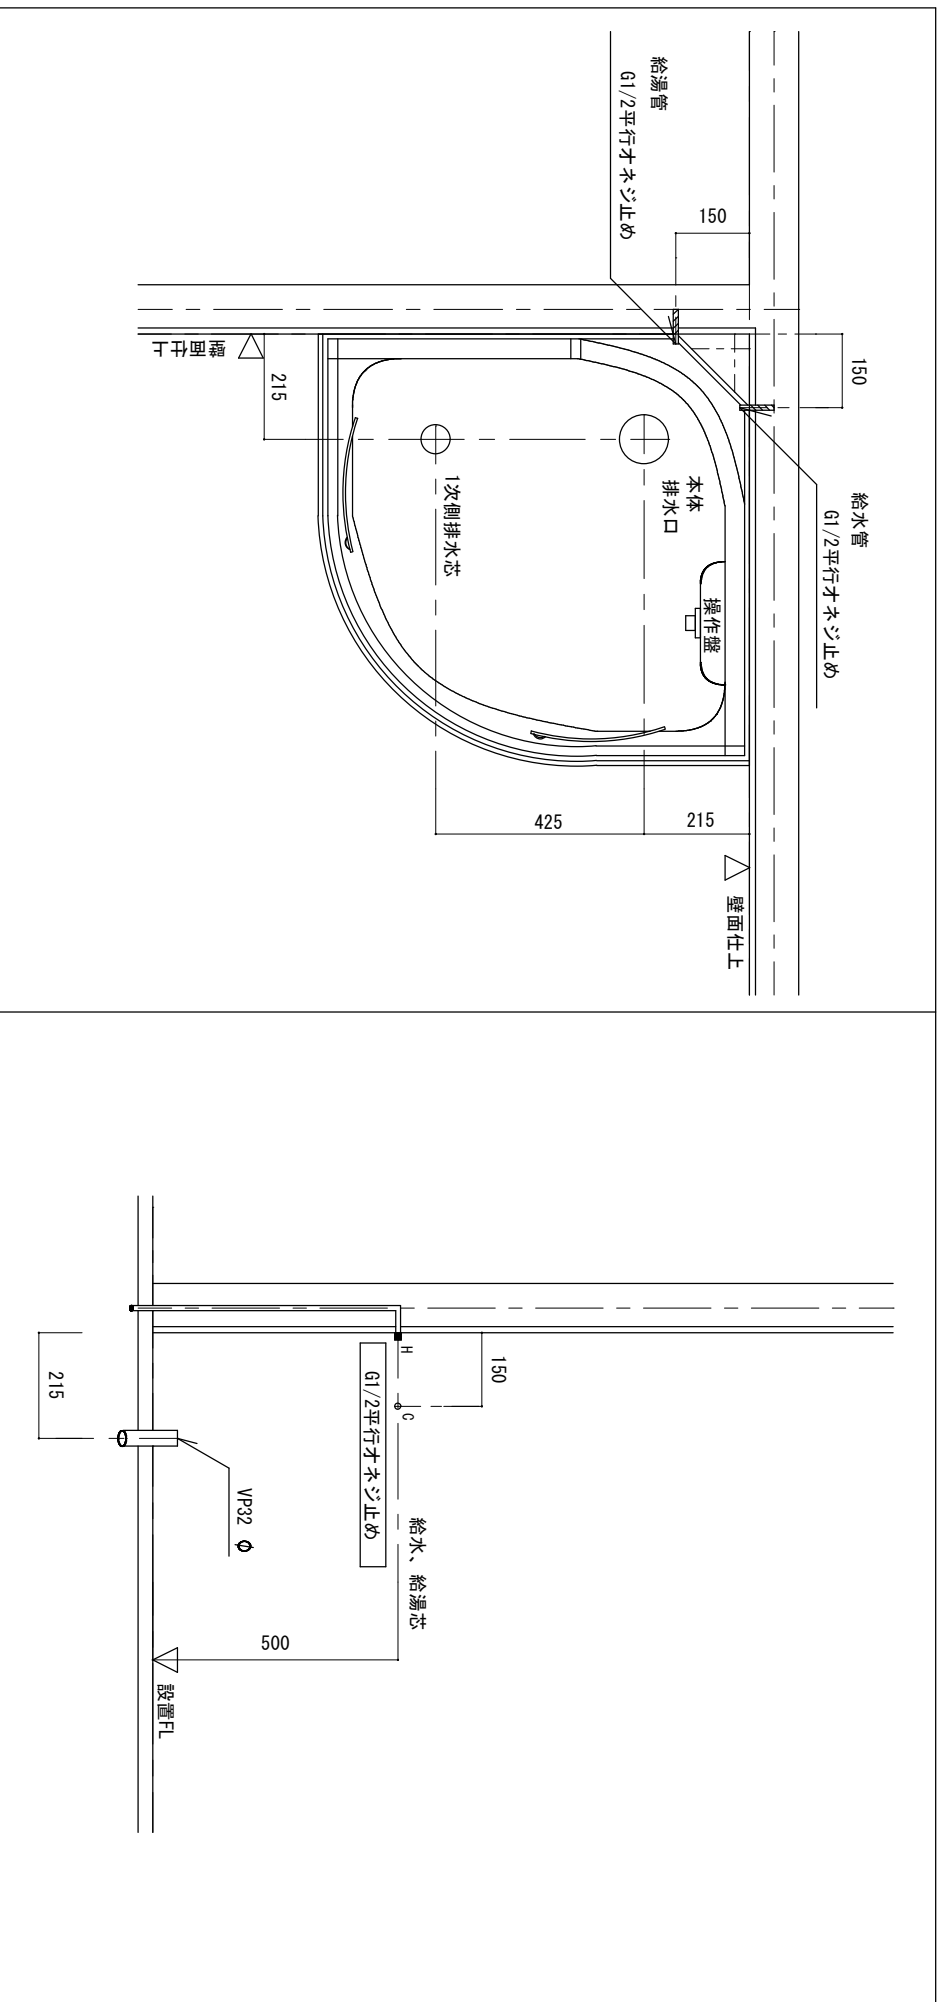 給湯管
G1/2平行オネジ止め
150
150
給水管
G1/2平行オネジ止め
壁面仕上
215
1次側排水芯
本体
排水口
操作盤
425
215
壁面仕上
H
C
150
G1/2平行オネジ止め
給水、給湯芯
215
VP32 Φ
500
設置FL